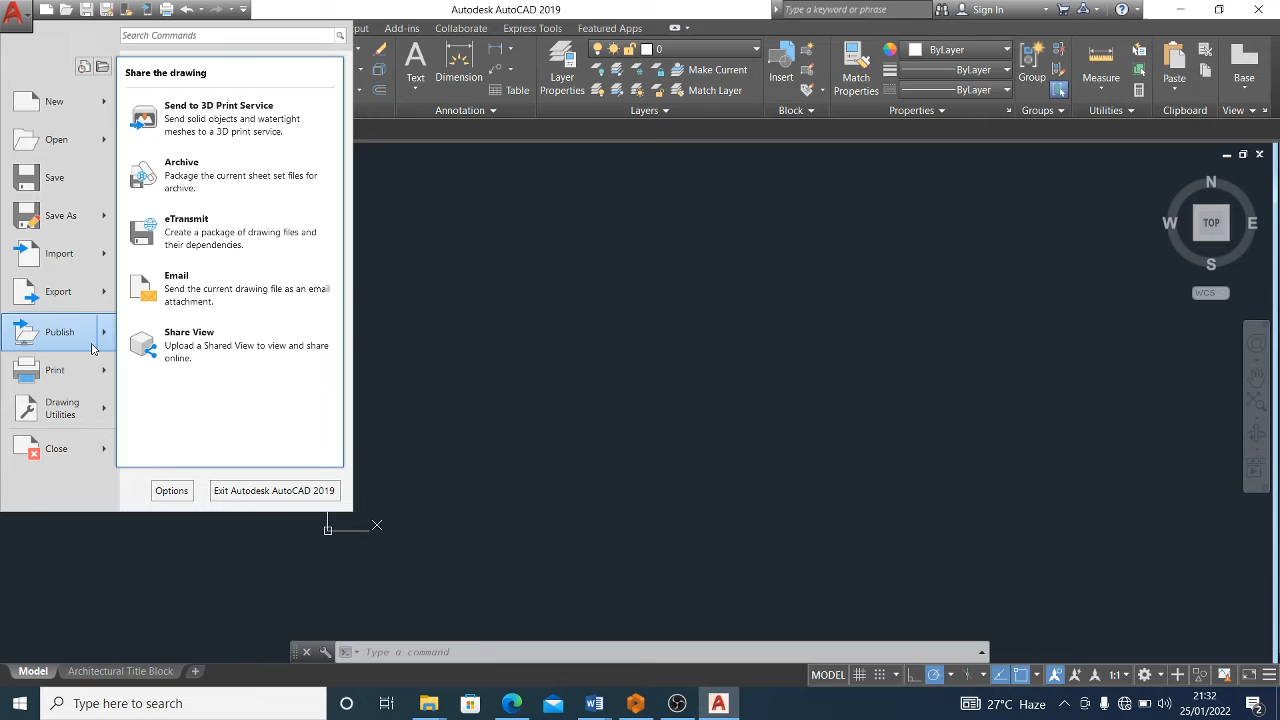 A
Autodesk AutoCAD 2019
Type a keyword or phrase
Sign In
Search Commands
put
Add-ins
Collaborate
Express Tools
Featured Apps
Share the drawing
New
Open
Save
Save As
Import
Export
Publish
Print
Drawing
Utilities
Close
Send to 3D Print Service
Send solid objects and watertight
meshes to a 3D print service.
Archive
Package the current sheet set files for
archive.
eTransmit
Create a package of drawing files and
their dependencies.
Email
Send the current drawing file as an email
attachment.
Share View
Upload a Shared View to view and share
online.
Options
Exit Autodesk AutoCAD 2019
A
Text
Dimension
Table
Annotation
Layer
Properties
0
Make Current
Match Layer
Layers
Insert
Block
Match
Properties
ByLayer
ByLayer
ByLayer
Properties
Group
Groups
Measure
Utilities
Paste
Clipboard
Base
View
N
W
TOP
E
S
WCS
X
Type a command
Model
Architectural Title Block
+
MODEL
1:1
Type here to search
W
A
27°C Haze
21:32
25/01/2022
2